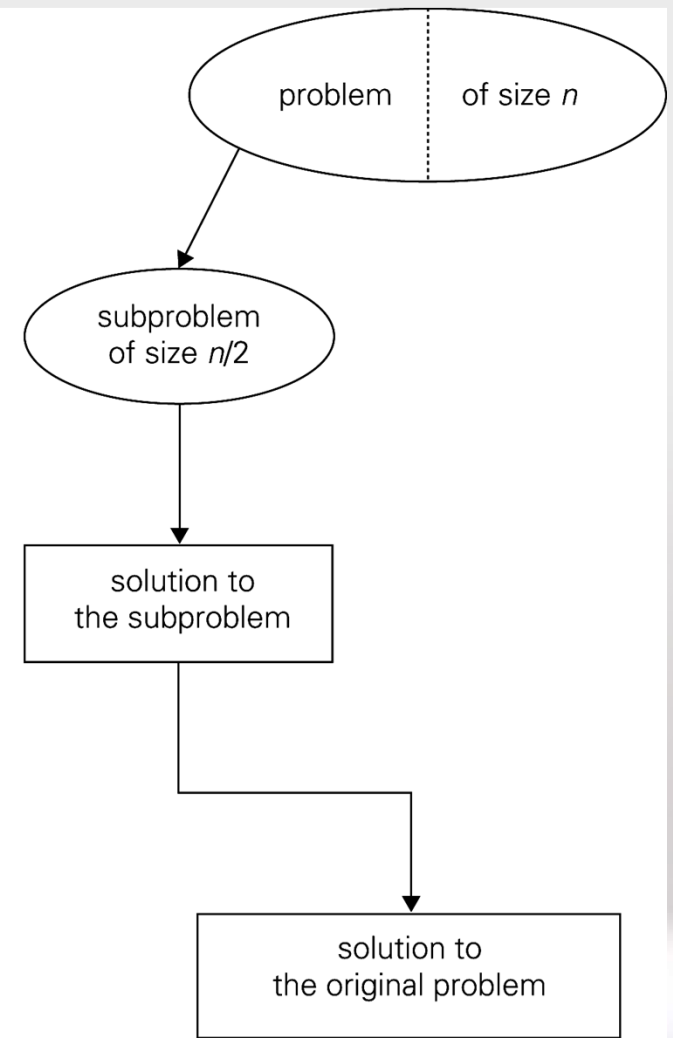 problem of size n
subproblem
of size n/2
solution to
the subproblem
solution to
the original problem